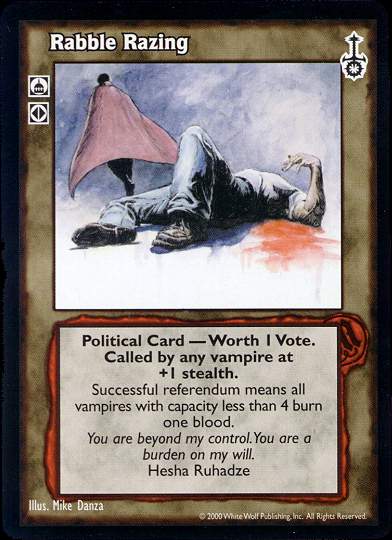 Rabble Razing
Political Card — Worth 1 Vote.
Called by any vampire at
+1 stealth.
Successful referendum means all
vampires with capacity less than 4 burn
one blood.
You are beyond my control. You are a
burden on my will.
Hesha Ruhadze
Illus. Mike Danza
© 2000 White Wolf Publishing, Inc. All Rights Reserved.